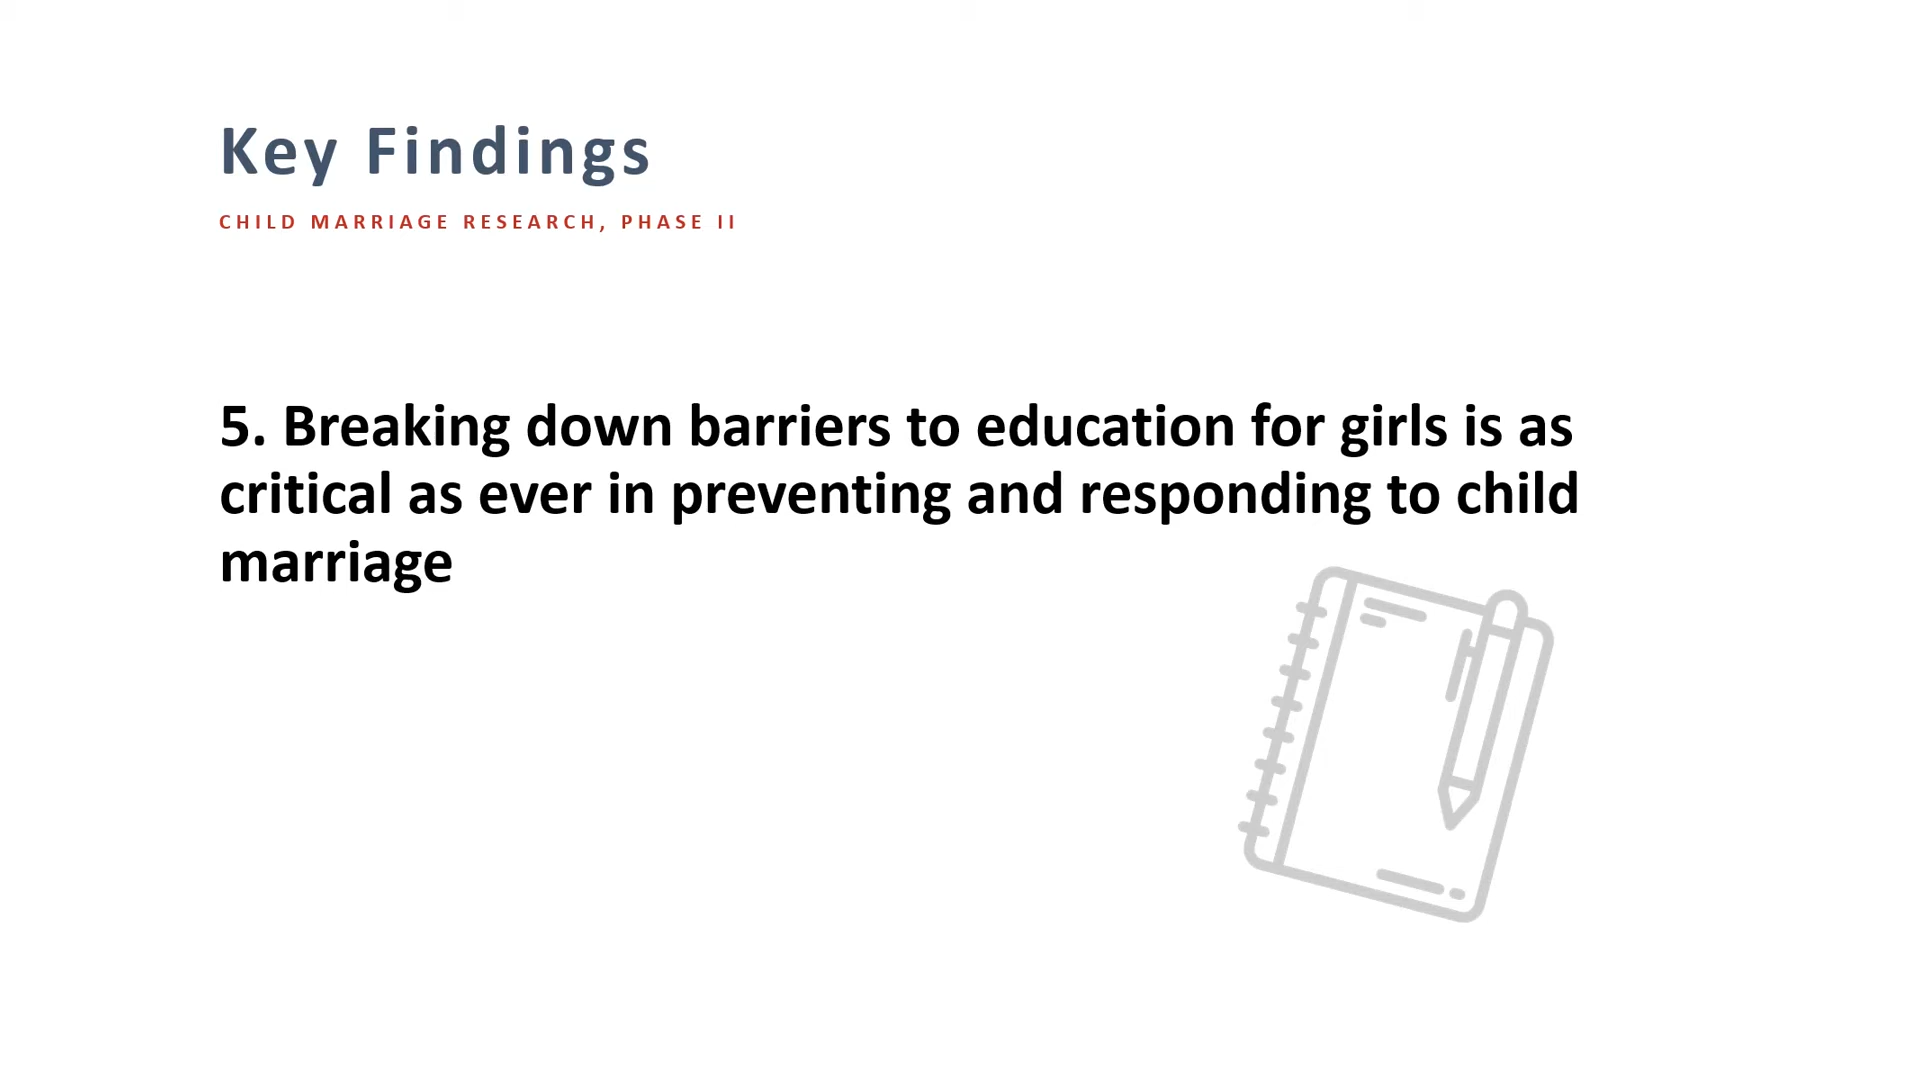 Key Findings
CHILD MARRIAGE RESEARCH, PHASE II
5. Breaking down barriers to education for girls is as
critical as ever in preventing and responding to child
marriage